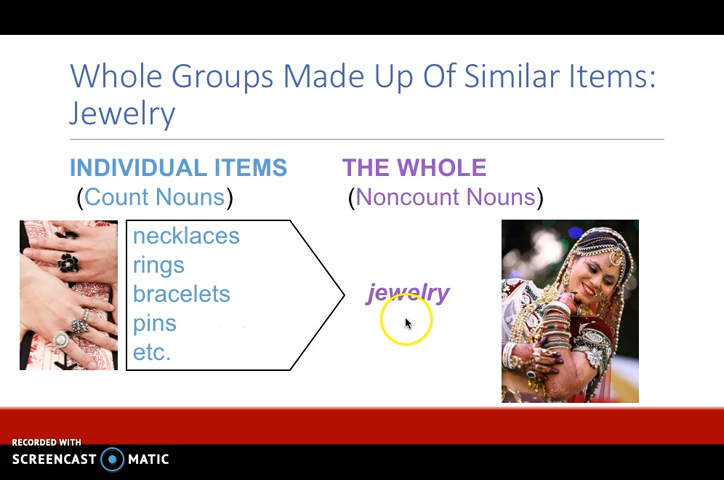 Whole Groups Made Up Of Similar Items:
Jewelry
INDIVIDUAL ITEMS
(Count Nouns)
THE WHOLE
(Noncount Nouns)
necklaces
rings
bracelets
pins
etc.
jewelry
RECORDED WITH
SCREENCAST MATIC